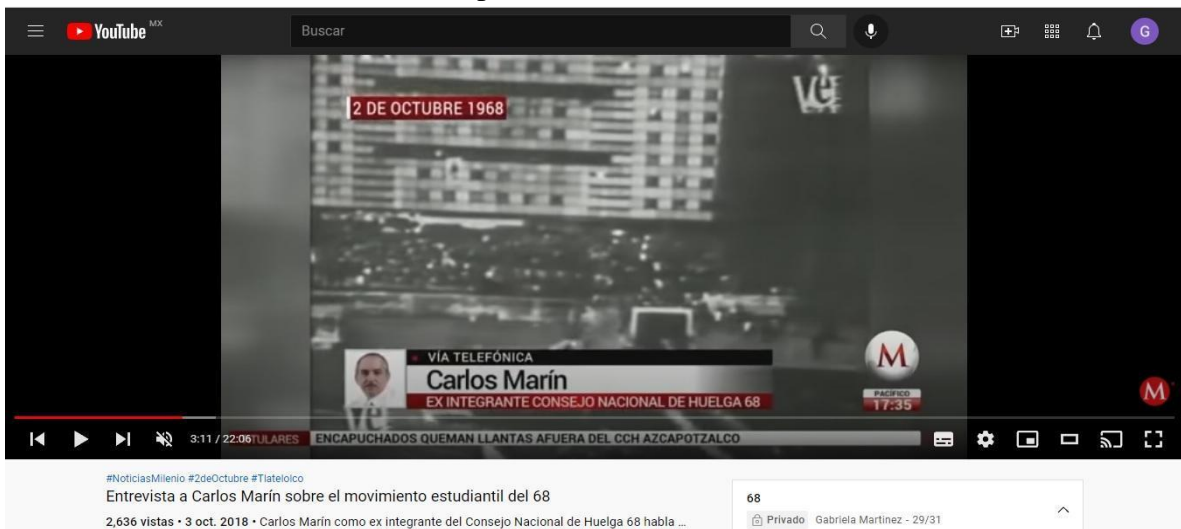 YouTube MX
Buscar
G
2 DE OCTUBRE 1968
VÍA TELEFÓNICA
Carlos Marín
EX INTEGRANTE CONSEJO NACIONAL DE HUELGA 68
M
PACÍFICO
17:35
M
3:11 / 22:06
TULARES
ENCAPUCHADOS QUEMAN LLANTAS AFUERA DEL CCH AZCAPOTZALCO
#NoticiasMilenio #2deOctubre #Tlatelolco
Entrevista a Carlos Marín sobre el movimiento estudiantil del 68
2,636 vistas • 3 oct. 2018 • Carlos Marín como ex integrante del Consejo Nacional de Huelga 68 habla ...
68
Privado Gabriela Martinez - 29/31